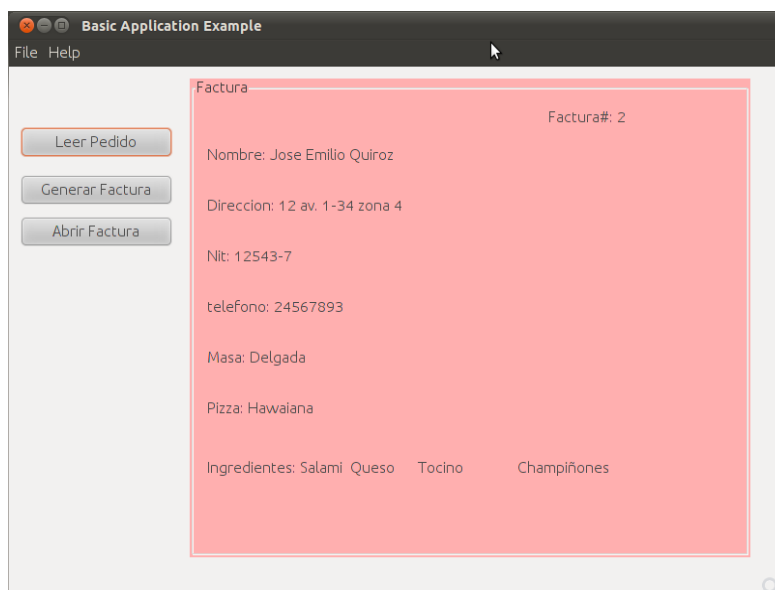 Basic Application Example
File Help
Factura
Factura#: 2
Leer Pedido
Nombre: Jose Emilio Quiroz
Generar Factura
Direccion: 12 av. 1-34 zona 4
Abrir Factura
Nit: 12543-7
telefono: 24567893
Masa: Delgada
Pizza: Hawaiana
Ingredientes: Salami Queso Tocino Champiñones